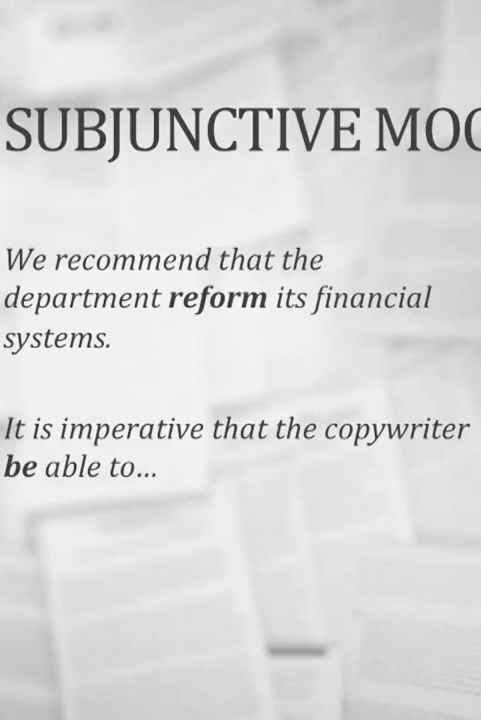 SUBJUNCTIVE MOO
We recommend that the
department reform its financial
systems.
It is imperative that the copywriter
be able to...